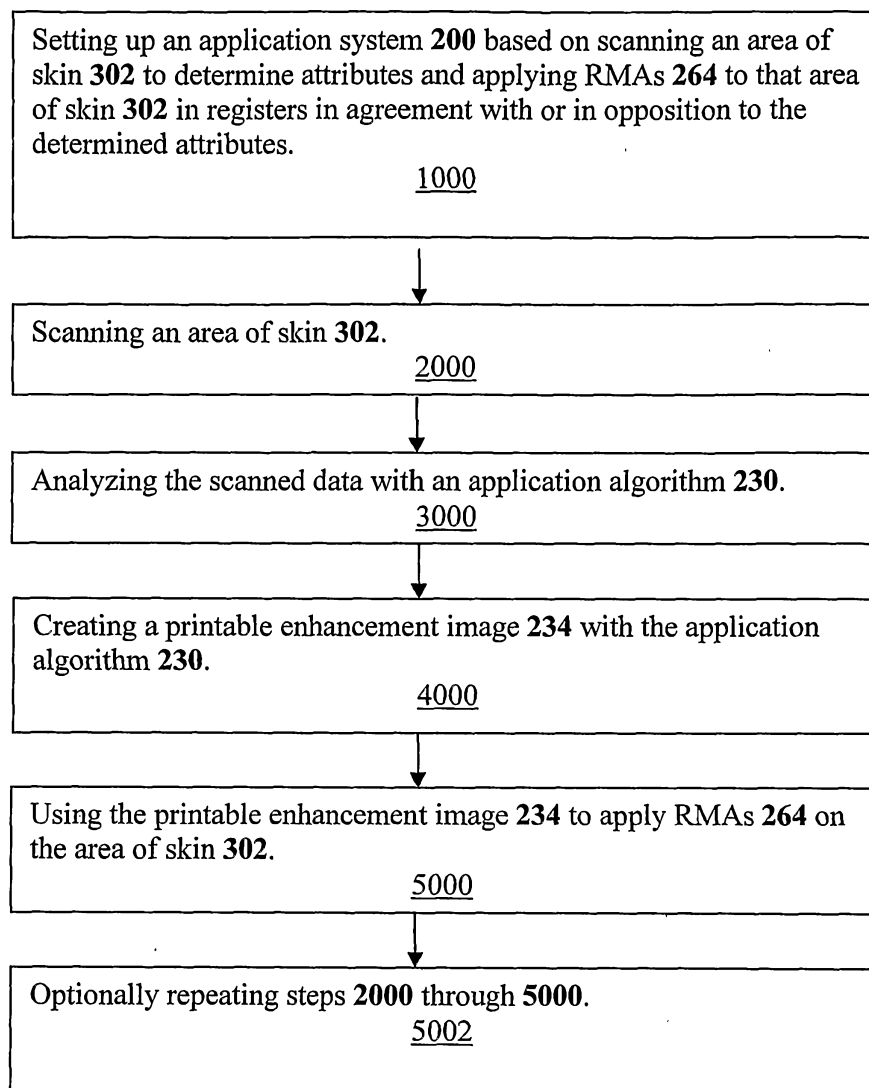 Setting up an application system 200 based on scanning an area of
skin 302 to determine attributes and applying RMAs 264 to that area
of skin 302 in registers in agreement with or in opposition to the
determined attributes.
1000
Scanning an area of skin 302.
2000
Analyzing the scanned data with an application algorithm 230.
3000
Creating a printable enhancement image 234 with the application
algorithm 230.
4000
Using the printable enhancement image 234 to apply RMAs 264 on
the area of skin 302.
5000
Optionally repeating steps 2000 through 5000.
5002